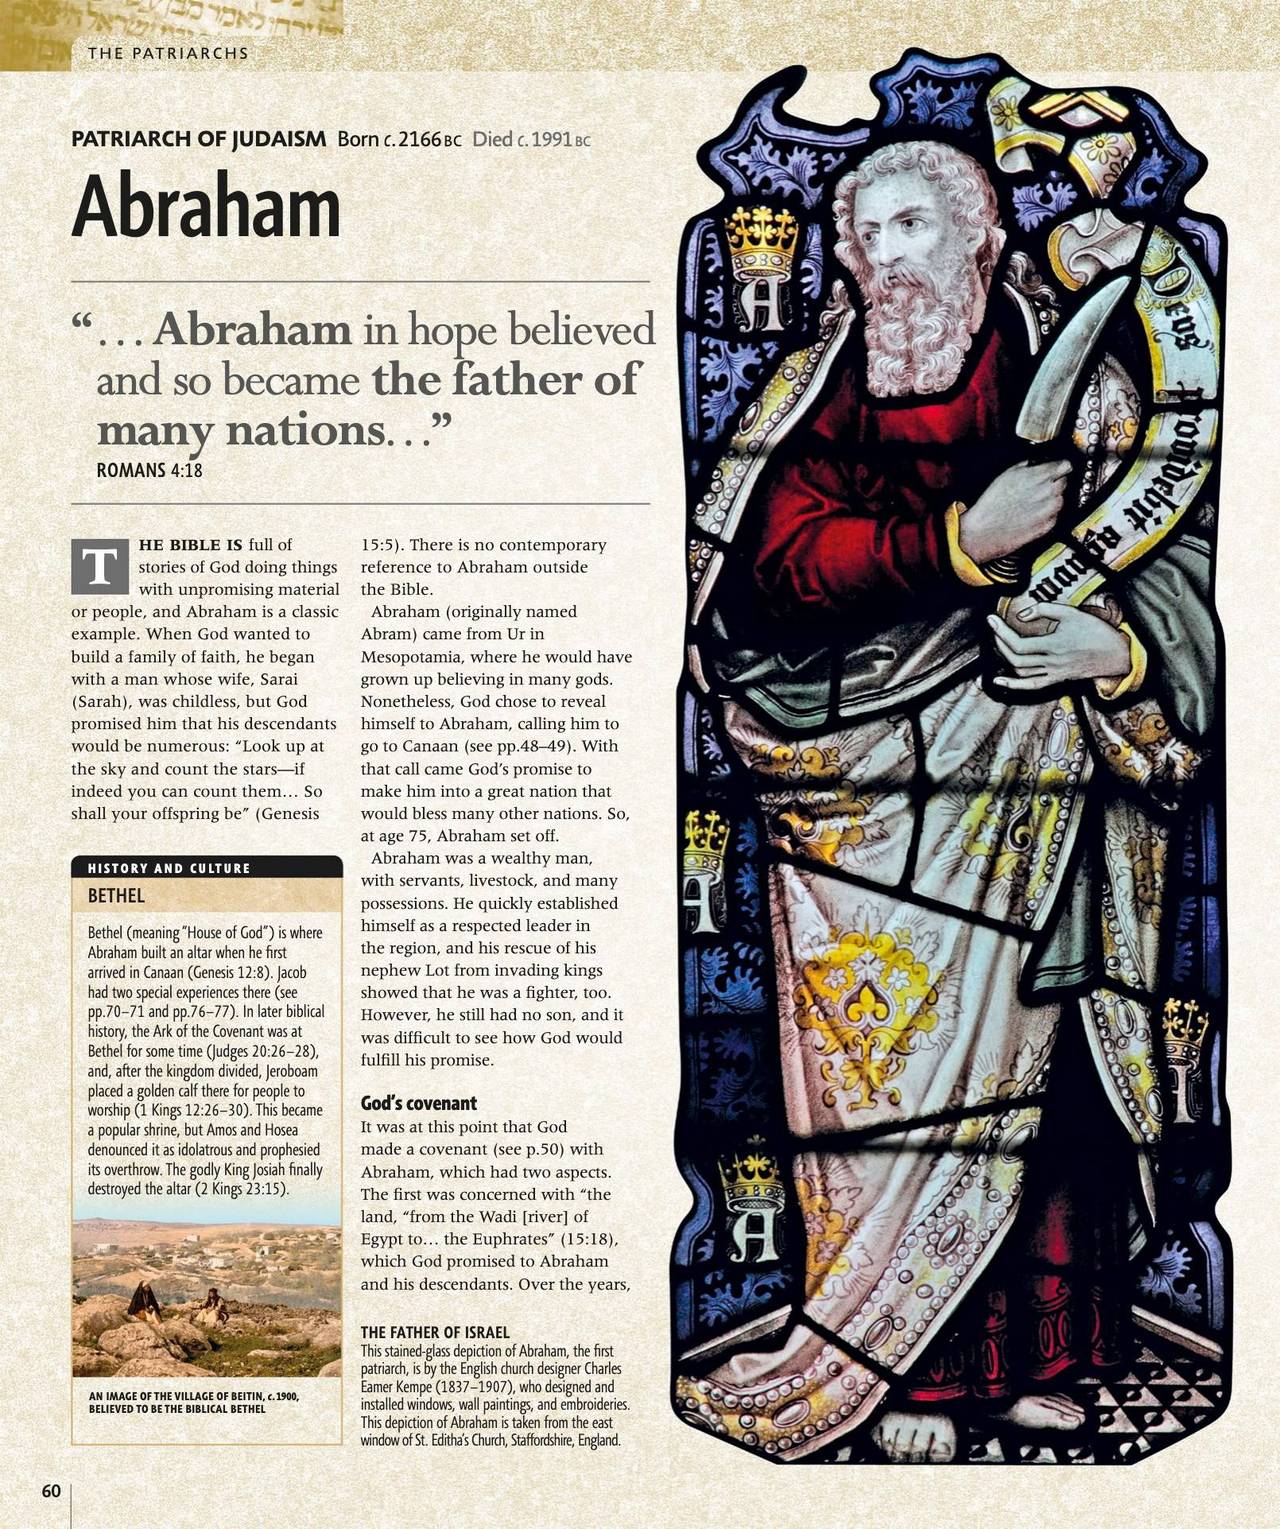 THE PATRIARCHS
PATRIARCH OF JUDAISM Born c.2166 BC Died c.1991 BC
Abraham
“… Abraham in hope believed
and so became the father of
many nations…”
ROMANS 4:18
THE BIBLE IS full of
stories of God doing things
with unpromising material
or people, and Abraham is a classic
example. When God wanted to
build a family of faith, he began
with a man whose wife, Sarai
(Sarah), was childless, but God
promised him that his descendants
would be numerous: “Look up at
the sky and count the stars—if
indeed you can count them… So
shall your offspring be” (Genesis
15:5). There is no contemporary
reference to Abraham outside
the Bible.
Abraham (originally named
Abram) came from Ur in
Mesopotamia, where he would have
grown up believing in many gods.
Nonetheless, God chose to reveal
himself to Abraham, calling him to
go to Canaan (see pp.48–49). With
that call came God’s promise to
make him into a great nation that
would bless many other nations. So,
at age 75, Abraham set off.
Abraham was a wealthy man,
with servants, livestock, and many
possessions. He quickly established
himself as a respected leader in
the region, and his rescue of his
nephew Lot from invading kings
showed that he was a fighter, too.
However, he still had no son, and it
was difficult to see how God would
fulfill his promise.
God’s covenant
It was at this point that God
made a covenant (see p.50) with
Abraham, which had two aspects.
The first was concerned with “the
land, “from the Wadi [river] of
Egypt to… the Euphrates” (15:18),
which God promised to Abraham
and his descendants. Over the years,
HISTORY AND CULTURE
BETHEL
Bethel (meaning “House of God”) is where
Abraham built an altar when he first
arrived in Canaan (Genesis 12:8). Jacob
had two special experiences there (see
pp.70–71 and pp.76–77). In later biblical
history, the Ark of the Covenant was at
Bethel for some time (Judges 20:26–28),
and, after the kingdom divided, Jeroboam
placed a golden calf there for people to
worship (1 Kings 12:26–30). This became
a popular shrine, but Amos and Hosea
denounced it as idolatrous and prophesied
its overthrow. The godly King Josiah finally
destroyed the altar (2 Kings 23:15).
AN IMAGE OF THE VILLAGE OF BEITIN, c.1900,
BELIEVED TO BE THE BIBLICAL BETHEL
THE FATHER OF ISRAEL
This stained-glass depiction of Abraham, the first
patriarch, is by the English church designer Charles
Eamer Kempe (1837–1907), who designed and
installed windows, wall paintings, and embroideries.
This depiction of Abraham is taken from the east
window of St. Editha’s Church, Staffordshire, England.
Deus providebit agnum
A
A
A
I
60